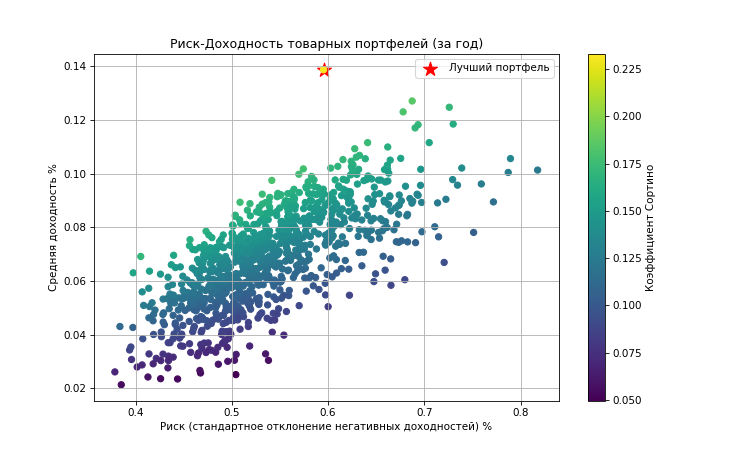 Риск-Доходность товарных портфелей (за год)
Лучший портфель
Средняя доходность %
0.14
0.12
0.10
0.08
0.06
0.04
0.02
0.4 0.5 0.6 0.7 0.8
Риск (стандартное отклонение негативных доходностей) %
0.225
0.200
0.175
0.150
0.125
0.100
0.075
0.050
Коэффициент Сортино